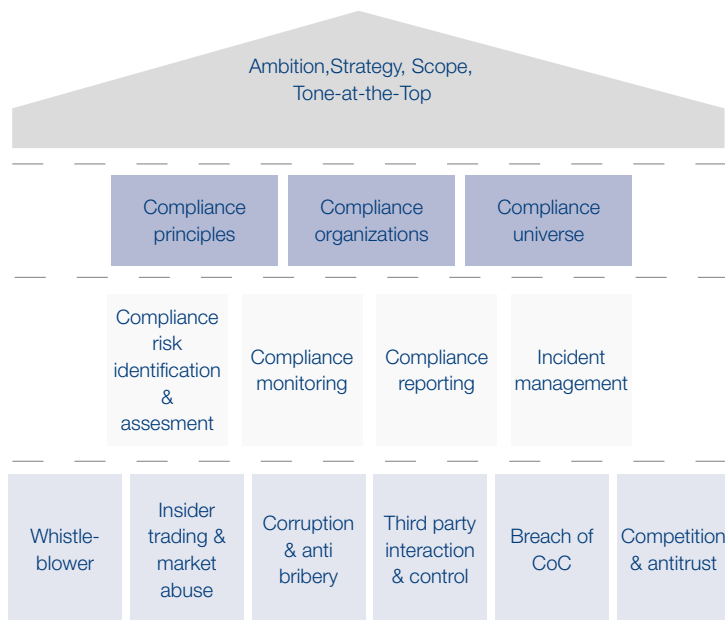 Ambition,Strategy, Scope,
Tone-at-the-Top
Compliance
principles
Compliance
organizations
Compliance
universe
Compliance
risk
identification
&
assesment
Compliance
monitoring
Compliance
reporting
Incident
management
Whistle-
blower
Insider
trading &
market
abuse
Corruption
& anti
bribery
Third party
interaction
& control
Breach of
CoC
Competition
& antitrust